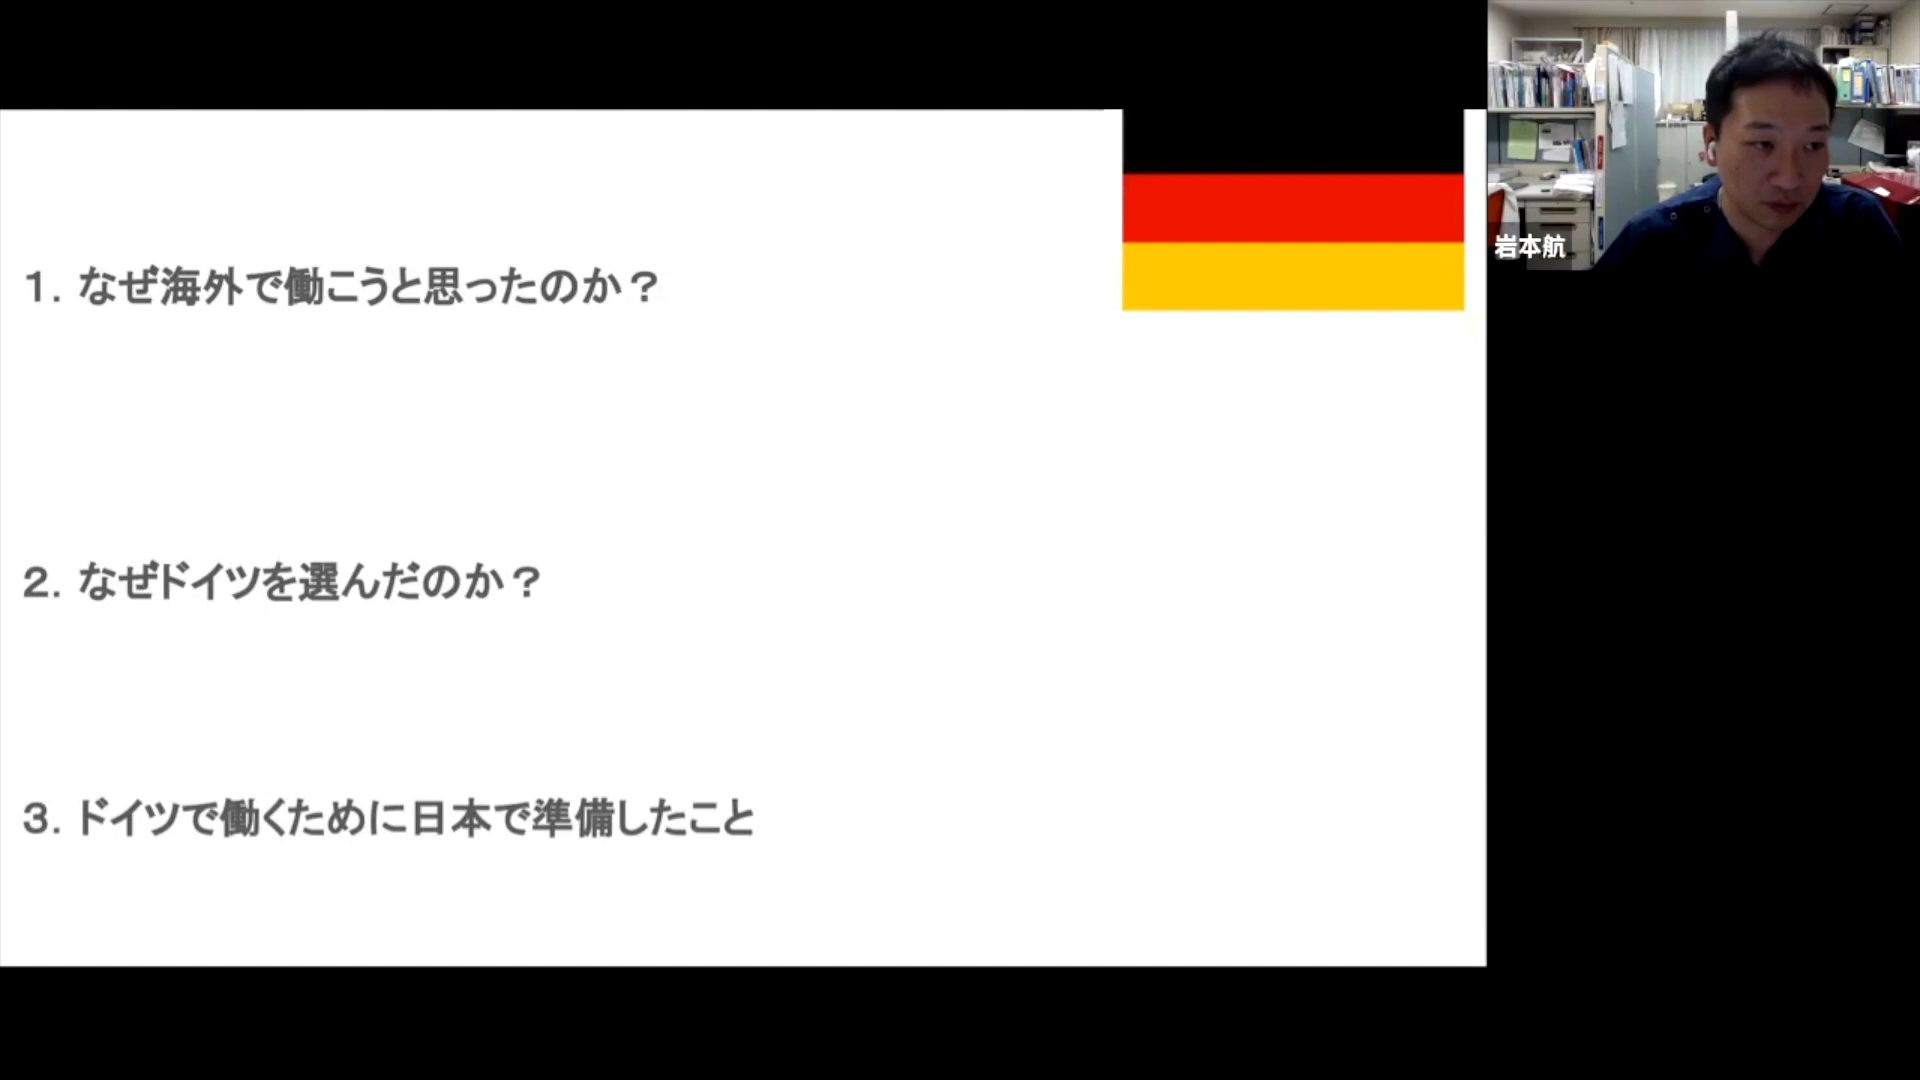 1. なぜ海外で働こうと思ったのか？
2. なぜドイツを選んだのか？
3. ドイツで働くために日本で準備したこと
岩本航